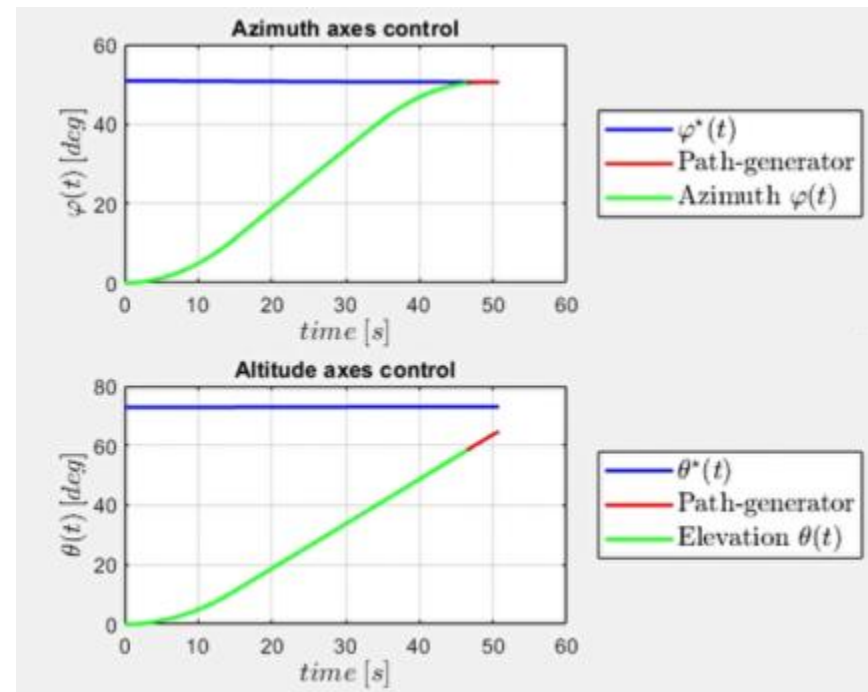 Azimuth axes control
60
40
20
0
φ(t) [deg]
0 10 20 30 40 50 60
time [s]
φ*(t)
Path-generator
Azimuth φ(t)
Altitude axes control
80
60
40
20
0
θ(t) [deg]
0 10 20 30 40 50 60
time [s]
θ*(t)
Path-generator
Elevation θ(t)